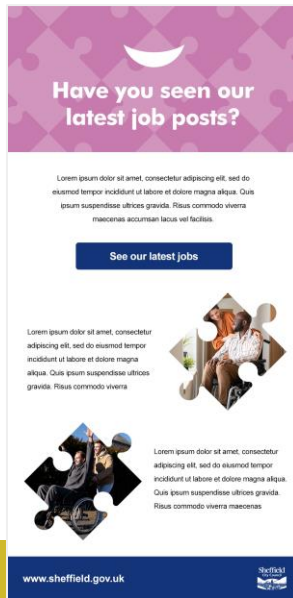 Have you seen our
latest job posts?
Lorem ipsum dolor sit amet, consectetur adipiscing elit, sed do
eiusmod tempor incididunt ut labore et dolore magna aliqua. Quis
ipsum suspendisse ultrices gravida. Risus commodo viverra
maecenas accumsan lacus vel facilisis.
See our latest jobs
Lorem ipsum dolor sit amet, consectetur
adipiscing elit, sed do eiusmod tempor
incididunt ut labore et dolore magna
aliqua. Quis ipsum suspendisse ultrices
gravida. Risus commodo viverra
Lorem ipsum dolor sit amet, consectetur
adipiscing elit, sed do eiusmod tempor
incididunt ut labore et dolore magna aliqua.
Quis ipsum suspendisse ultrices gravida.
Risus commodo viverra maecenas
www.sheffield.gov.uk
Sheffield
City Council